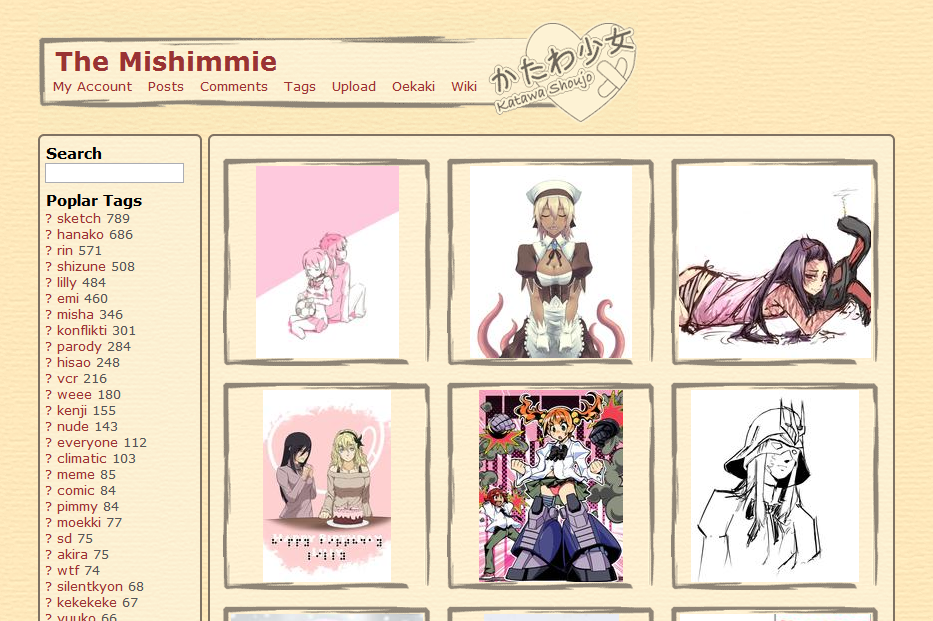 The Mishimmie
My Account Posts Comments Tags Upload Oekaki Wiki
かたわ少女
Katawa Shoujo
Search
Poplar Tags
? sketch 789
? hanako 686
? rin 571
? shizune 508
? lilly 484
? emi 460
? misha 346
? konflikti 301
? parody 284
? hisao 248
? vcr 216
? weee 180
? kenji 155
? nude 143
? everyone 112
? climatic 103
? meme 85
? comic 84
? pimmy 84
? moekki 77
? sd 75
? akira 75
? wtf 74
? silentkyon 68
? kekekeke 67
? yuuko 66